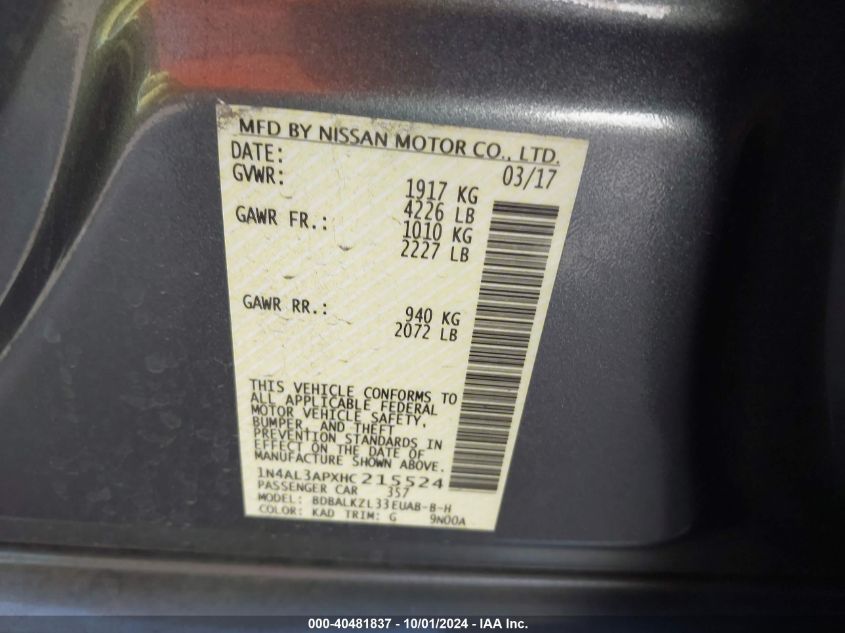 MFD BY NISSAN MOTOR CO., LTD.
DATE: 03/17
GVWR: 1917 KG
4226 LB
GAWR FR.: 1010 KG
2227 LB
GAWR RR.: 940 KG
2072 LB
THIS VEHICLE CONFORMS TO
ALL APPLICABLE FEDERAL
MOTOR VEHICLE SAFETY,
BUMPER, AND THEFT
PREVENTION STANDARDS IN
EFFECT ON THE DATE OF
MANUFACTURE SHOWN ABOVE.
1N4AL3APXHC215524
PASSENGER CAR 357
MODEL: BDBALKZL33EUAB-B-H
COLOR: KAD TRIM: G 9N00A
000-40481837 - 10/01/2024 - IAA Inc.